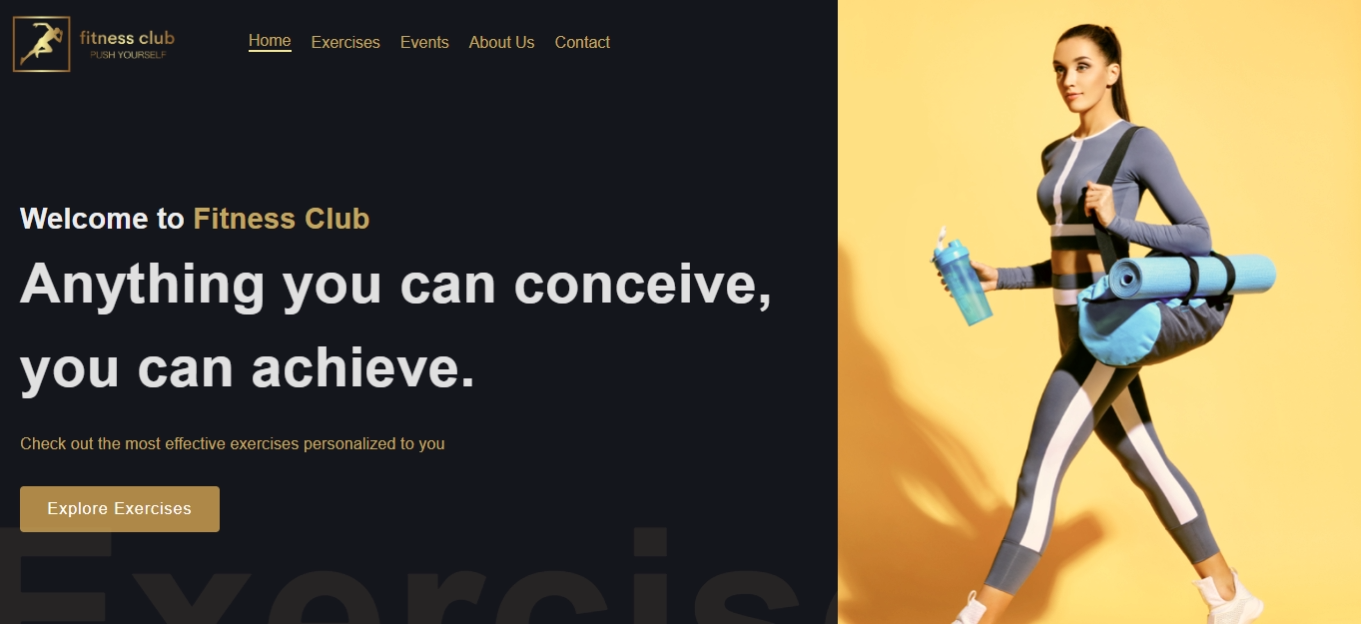 fitness club
PUSH YOURSELF
Home Exercises Events About Us Contact
Welcome to Fitness Club
Anything you can conceive,
you can achieve.
Check out the most effective exercises personalized to you
Explore Exercises
Exercise